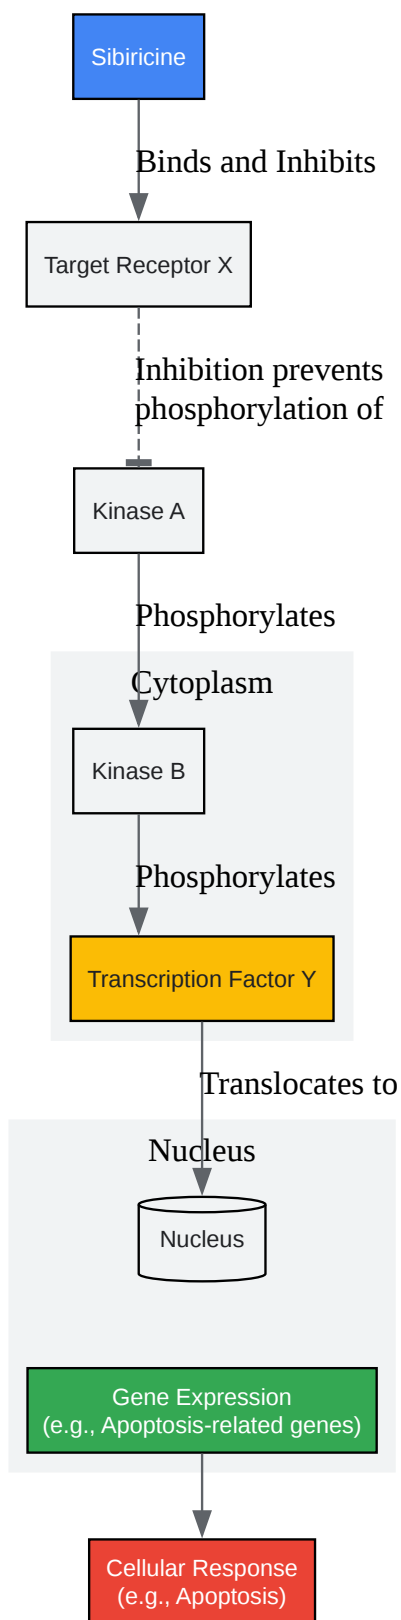 Sibiricine
Binds and Inhibits
Target Receptor X
Inhibition prevents
phosphorylation of
Kinase A
Phosphorylates
Cytoplasm
Kinase B
Phosphorylates
Transcription Factor Y
Translocates to
Nucleus
Nucleus
Gene Expression
(e.g., Apoptosis-related genes)
Cellular Response
(e.g., Apoptosis)